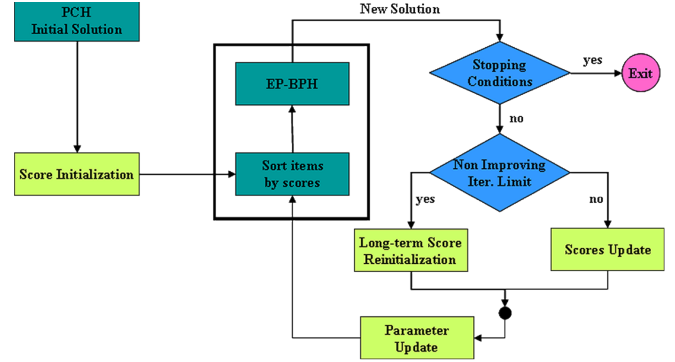 PCH
Initial Solution
New Solution
Stopping
Conditions
yes
Exit
EP-BPH
no
Score Initialization
Sort items
by scores
Non Improving
Iter. Limit
yes
no
Long-term Score
Reinitialization
Scores Update
Parameter
Update